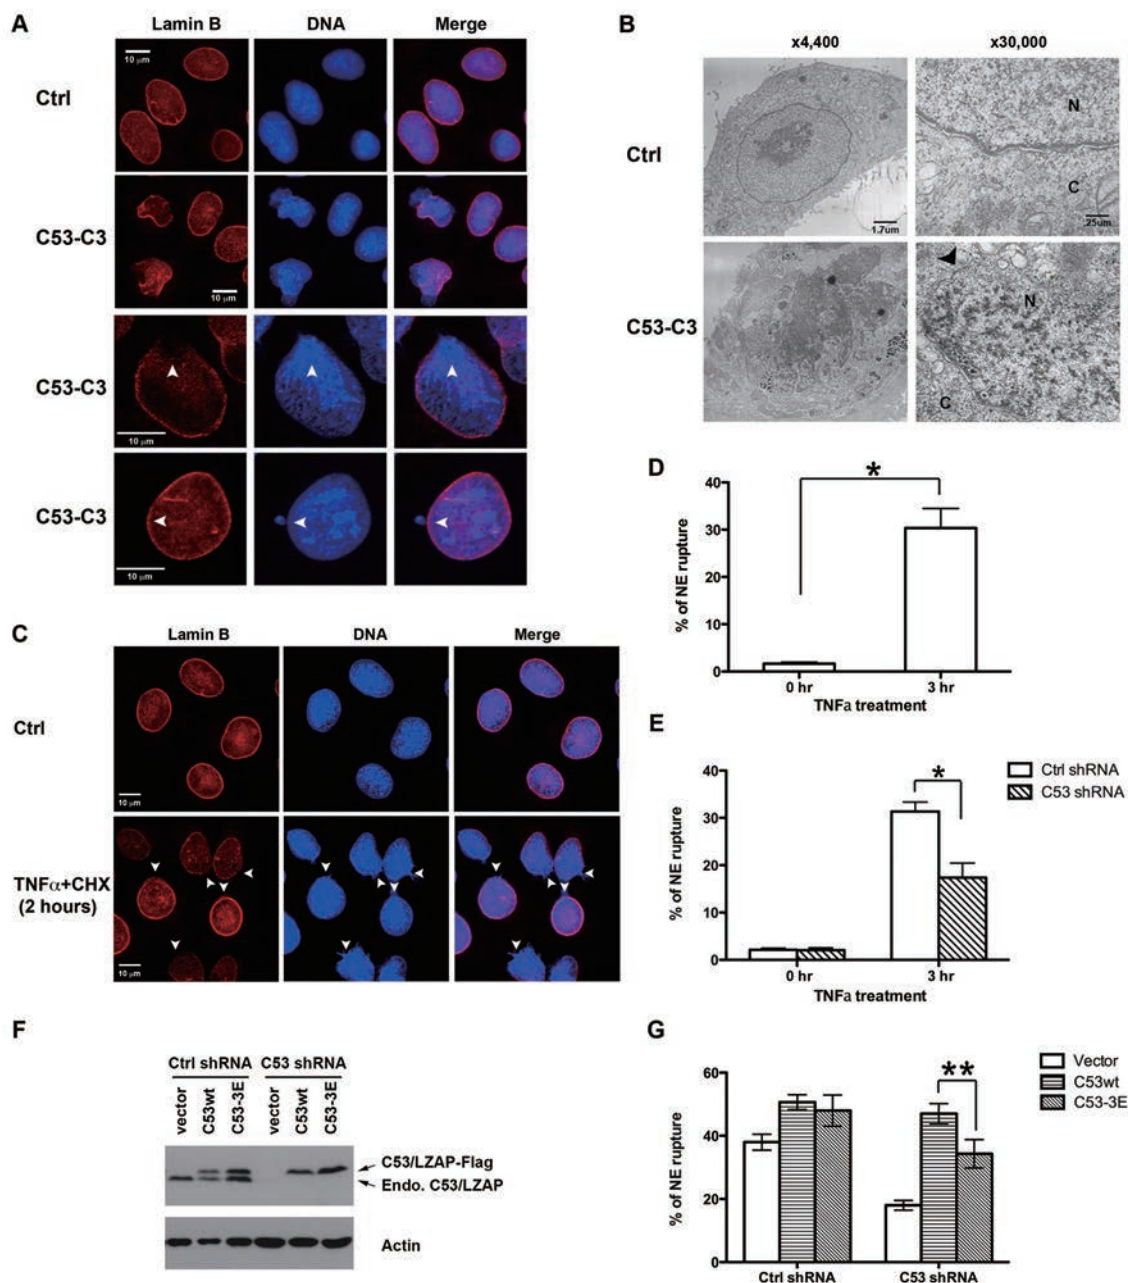 A
Lamin B DNA Merge
Ctrl
10 μm
C53-C3
10 μm
C53-C3
10 μm
C53-C3
10 μm
B
x4,400 x30,000
Ctrl
N
C
1.7um
.25um
C53-C3
N
C
C
Lamin B DNA Merge
Ctrl
10 μm
TNFα+CHX
(2 hours)
10 μm
D
*
% of NE rupture
40
30
20
10
0
0 hr 3 hr
TNFa treatment
E
Ctrl shRNA
C53 shRNA
*
% of NE rupture
40
30
20
10
0
0 hr 3 hr
TNFa treatment
F
Ctrl shRNA C53 shRNA
vector C53wt C53-3E vector C53wt C53-3E
C53/LZAP-Flag
Endo. C53/LZAP
Actin
G
Vector
C53wt
C53-3E
**
% of NE rupture
60
40
20
0
Ctrl shRNA C53 shRNA